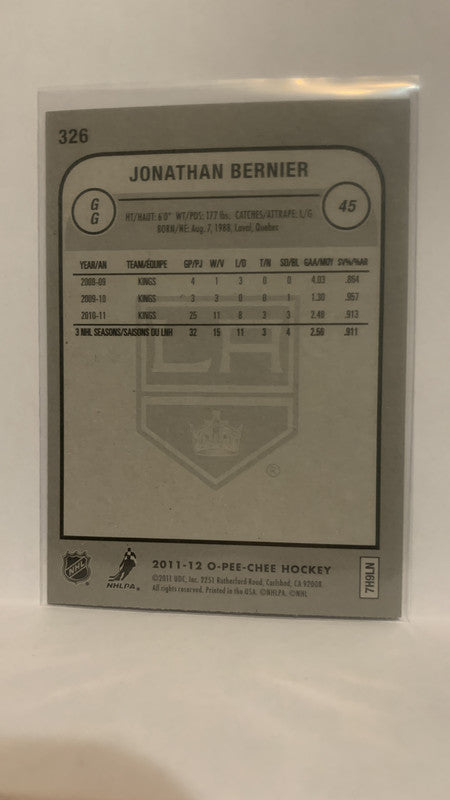 326
JONATHAN BERNIER
G
G
HT/HAUT: 6'0" WT/PDS: 177 lbs. CATCHES/ATTRAPE: L/G
BORN/NÉ: Aug. 7, 1988, Laval, Quebec
45
YEAR/AN TEAM/ÉQUIPE GP/PJ W/V L/D T/N SO/BL GAA/MOY SV%/%AR
2008-09 KINGS 4 1 3 0 0 4.03 .864
2009-10 KINGS 3 3 0 0 1 1.30 .957
2010-11 KINGS 25 11 8 3 3 2.48 .913
3 NHL SEASONS/SAISONS DU LNH 32 15 11 3 4 2.56 .911
LA
®
NHL
NHLPA®
2011-12 O-PEE-CHEE HOCKEY
©2011 UDC, Inc. 2251 Rutherford Road, Carlsbad, CA 92008.
All rights reserved. Printed in the USA. ©NHLPA. ©NHL
7H9LN